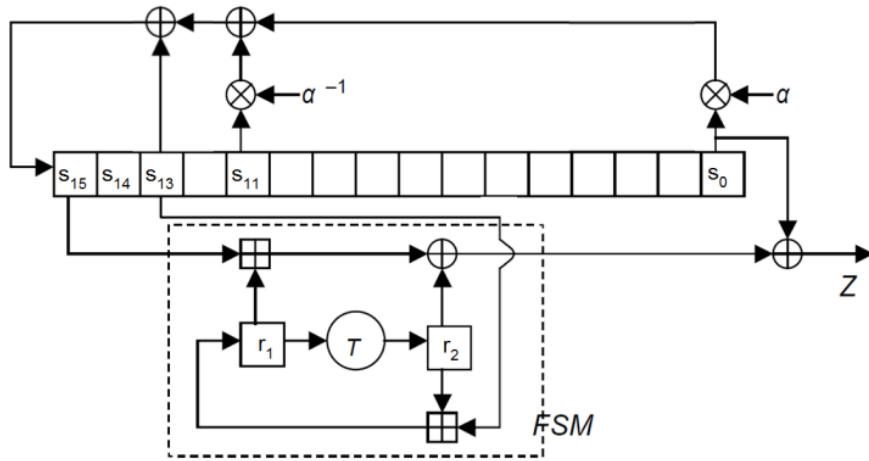 α⁻¹
α
s₁₅ s₁₄ s₁₃ s₁₁ s₀
Z
r₁ T r₂
FSM